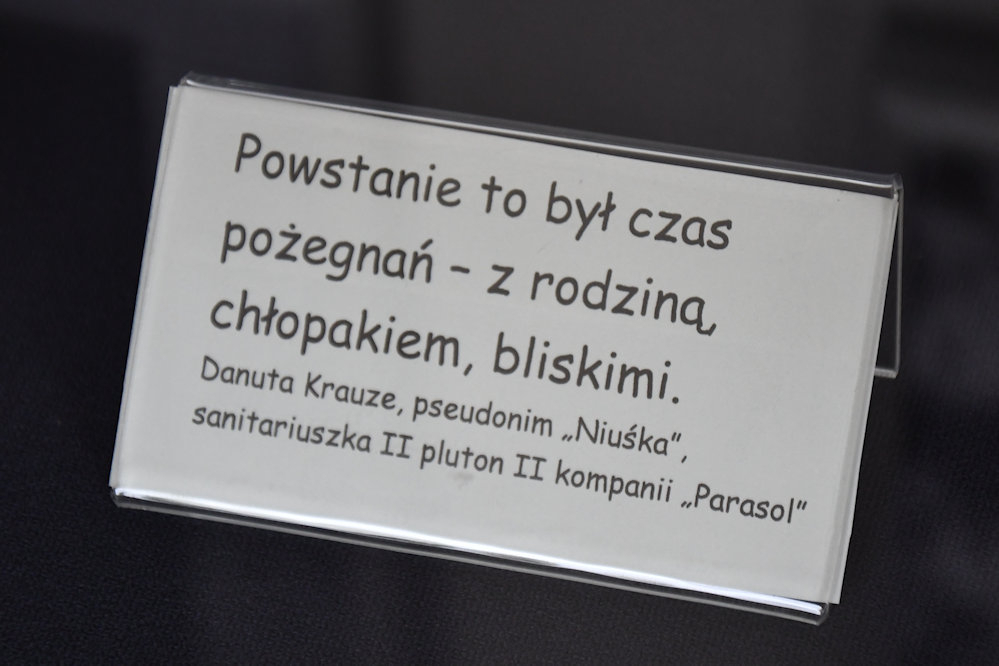 Powstanie to był czas
pożegnań – z rodziną,
chłopakiem, bliskimi.
Danuta Krauze, pseudonim „Niuśka”,
sanitariuszka II pluton II kompanii „Parasol”